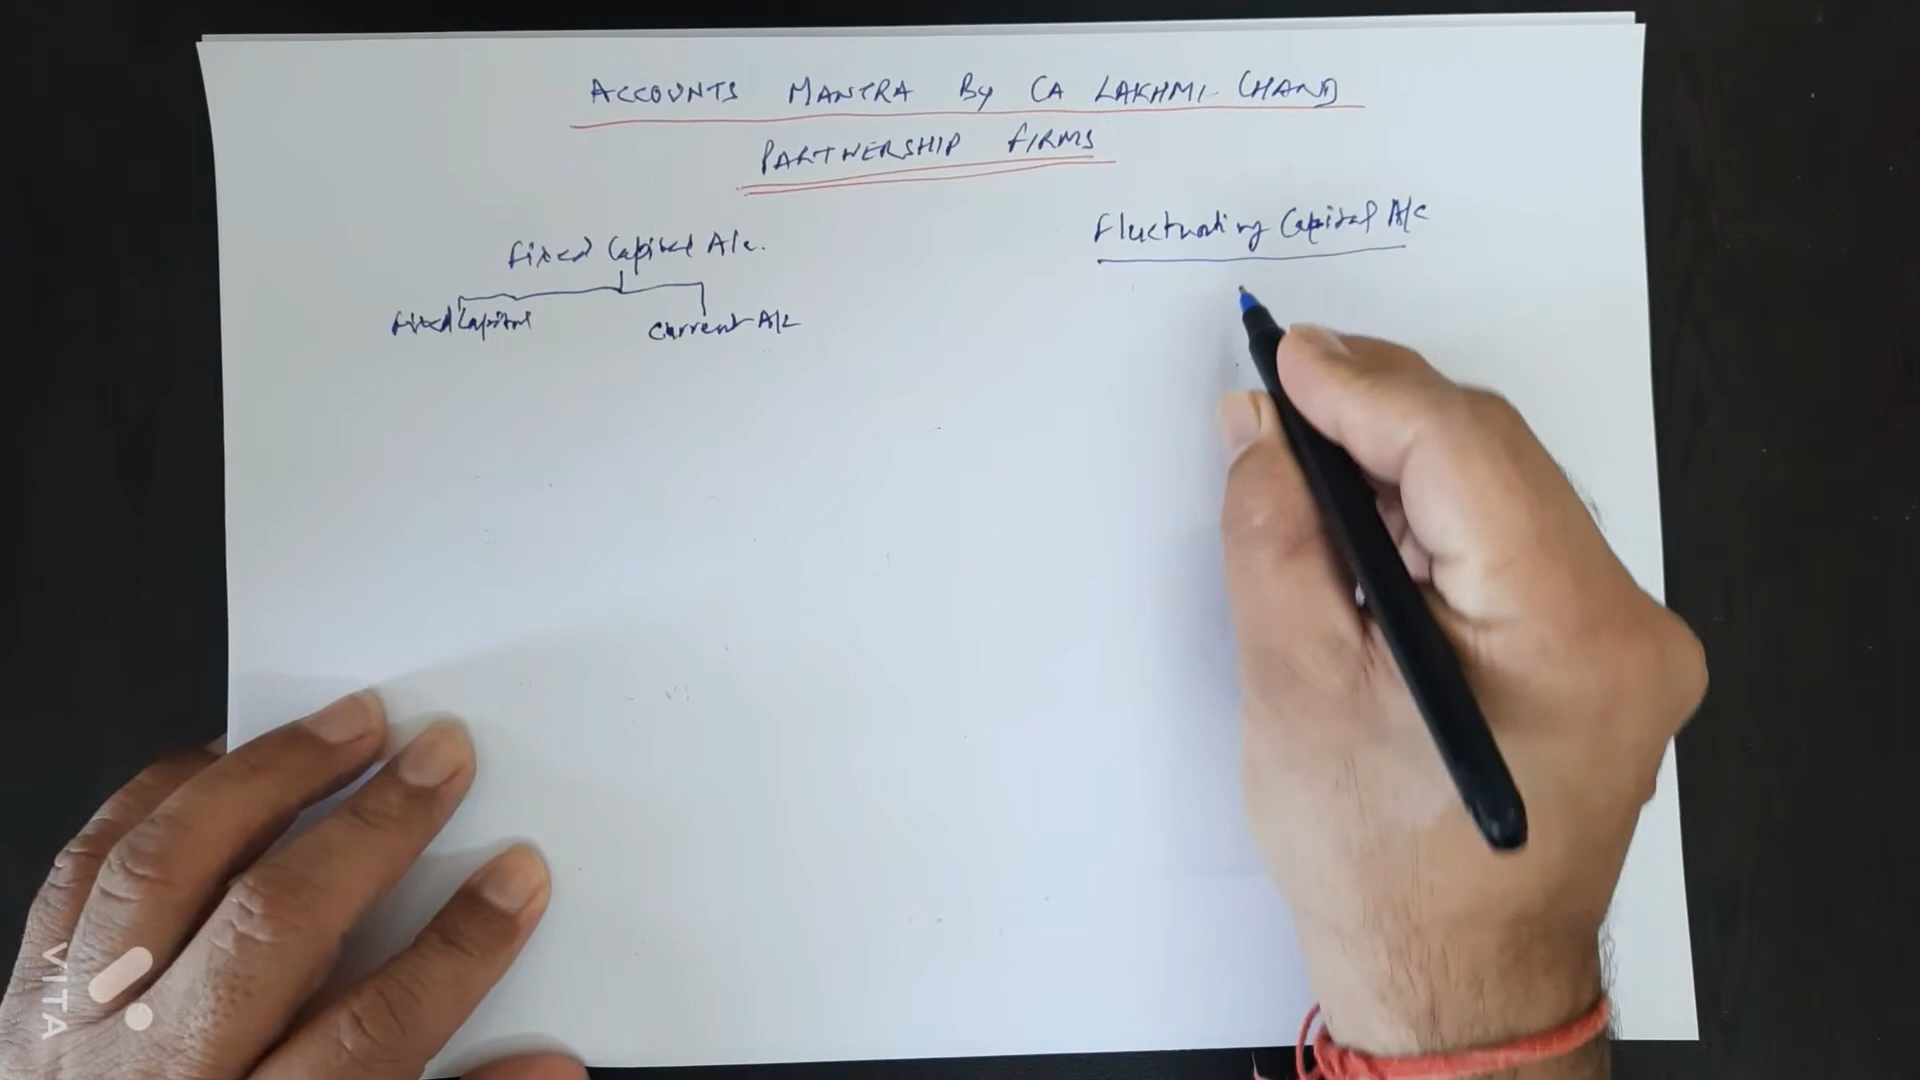 ACCOUNTS MANTRA By CA LAKHMI CHAND
PARTNERSHIP FIRMS
Fixed Capital A/c.
Fixed Capital
Current A/c
Fluctuating Capital A/c
VITA